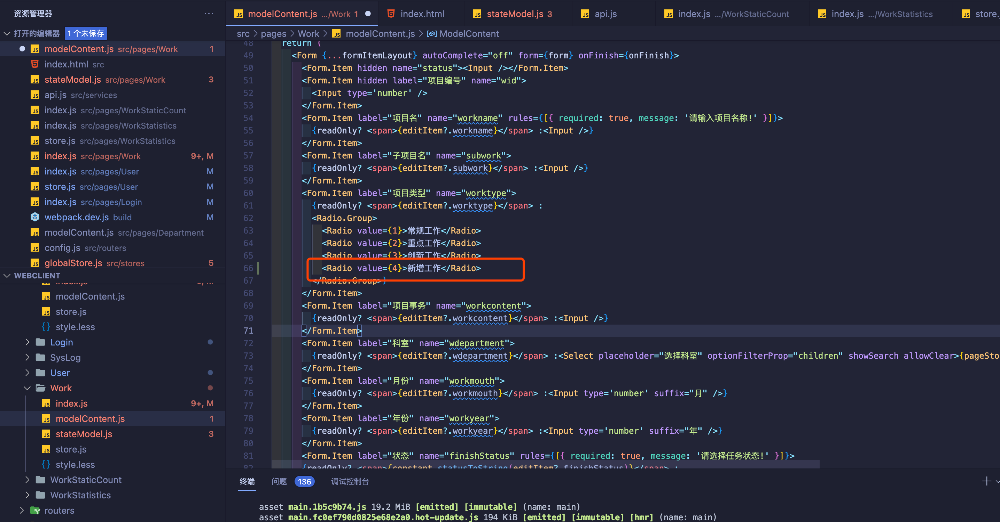 资源管理器
打开的编辑器 1 个未保存
modelContent.js src/pages/Work 1
index.html src
stateModel.js src/pages/Work 3
api.js src/services
index.js src/pages/WorkStaticCount
index.js src/pages/WorkStatistics
store.js src/pages/WorkStatistics
index.js src/pages/Work 9+, M
index.js src/pages/User M
store.js src/pages/User M
index.js src/pages/Login M
webpack.dev.js build M
modelContent.js src/pages/Department
config.js src/routers
globalStore.js src/stores 5
WEBCLIENT
index.js
modelContent.js
store.js
style.less
Login
SysLog
User
Work
index.js 9+, M
modelContent.js 1
stateModel.js 3
store.js
style.less
WorkStaticCount
WorkStatistics
routers
modelContent.js .../Work 1
index.html
stateModel.js 3
api.js
index.js .../WorkStaticCount
index.js .../WorkStatistics
store.
src > pages > Work > modelContent.js > ModelContent
48 return (
49 <Form {...formItemLayout} autoComplete="off" form={form} onFinish={onFinish}>
50 <Form.Item hidden name="status"><Input /></Form.Item>
51 <Form.Item hidden label="项目编号" name="wid">
52 <Input type='number' />
53 </Form.Item>
54 <Form.Item label="项目名" name="workname" rules={[{ required: true, message: '请输入项目名称!' }]}>
55 {readOnly? <span>{editItem?.workname}</span> :<Input />}
56 </Form.Item>
57 <Form.Item label="子项目名" name="subwork">
58 {readOnly? <span>{editItem?.subwork}</span> :<Input />}
59 </Form.Item>
60 <Form.Item label="项目类型" name="worktype">
61 {readOnly? <span>{editItem?.worktype}</span> :
62 <Radio.Group>
63 <Radio value={1}>常规工作</Radio>
64 <Radio value={2}>重点工作</Radio>
65 <Radio value={3}>创新工作</Radio>
66 <Radio value={4}>新增工作</Radio>
67 </Radio.Group>}
68 </Form.Item>
69 <Form.Item label="项目事务" name="workcontent">
70 {readOnly? <span>{editItem?.workcontent}</span> :<Input />}
71 </Form.Item>
72 <Form.Item label="科室" name="wdepartment">
73 {readOnly? <span>{editItem?.wdepartment}</span> :<Select placeholder="选择科室" optionFilterProp="children" showSearch allowClear>{pageSto
74 </Form.Item>
75 <Form.Item label="月份" name="workmouth">
76 {readOnly? <span>{editItem?.workmouth}</span> :<Input type='number' suffix="月" />}
77 </Form.Item>
78 <Form.Item label="年份" name="workyear">
79 {readOnly? <span>{editItem?.workyear}</span> :<Input type='number' suffix="年" />}
80 </Form.Item>
81 <Form.Item label="状态" name="finishStatus" rules={[{ required: true, message: '请选择任务状态!' }]}>
82 {readOnly? <span>{constant.statusToString(editItem?.finishStatus)}</span> :
终端 问题 136 调试控制台
asset main.1b5c9b74.js 19.2 MiB [emitted] [immutable] (name: main)
asset main.fc0ef790d0825e68e2a0.hot-update.js 194 KiB [emitted] [immutable] [hmr] (name: main)